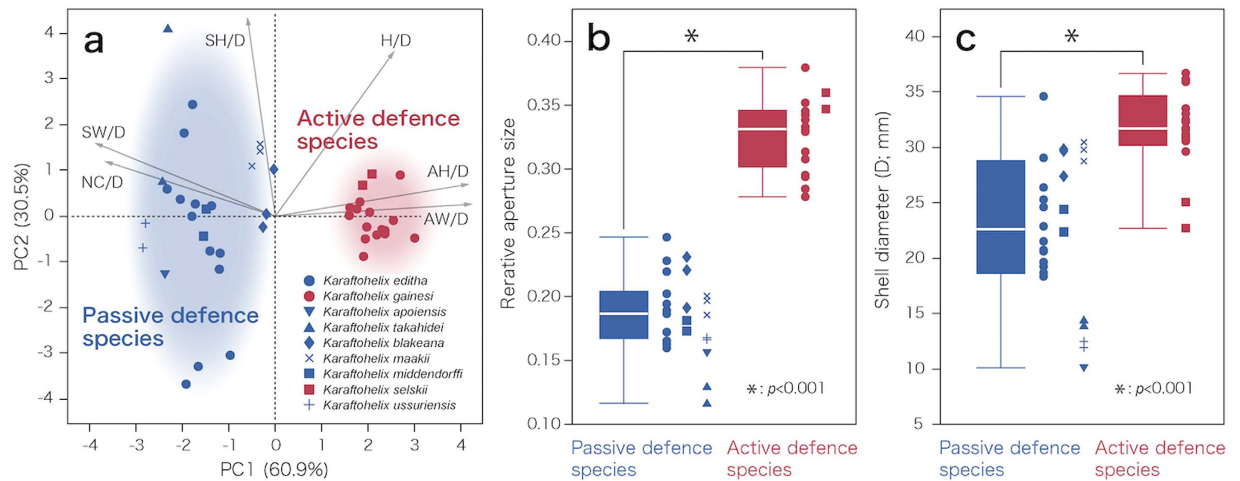 a
SH/D
H/D
SW/D
NC/D
AH/D
AW/D
Active defence
species
Passive defence
species
Karaftohelix editha
Karaftohelix gainesi
Karaftohelix apoiensis
Karaftohelix takahidei
Karaftohelix blakeana
Karaftohelix maakii
Karaftohelix middendorffi
Karaftohelix selskii
Karaftohelix ussuriensis
4
3
2
1
0
-1
-2
-3
-4
PC2 (30.5%)
-4 -3 -2 -1 0 1 2 3 4
PC1 (60.9%)
b
*
0.40
0.35
0.30
0.25
0.20
0.15
0.10
Rerative aperture size
*: p<0.001
Passive defence
species
Active defence
species
c
*
40
35
30
25
20
15
10
5
Shell diameter (D; mm)
*: p<0.001
Passive defence
species
Active defence
species